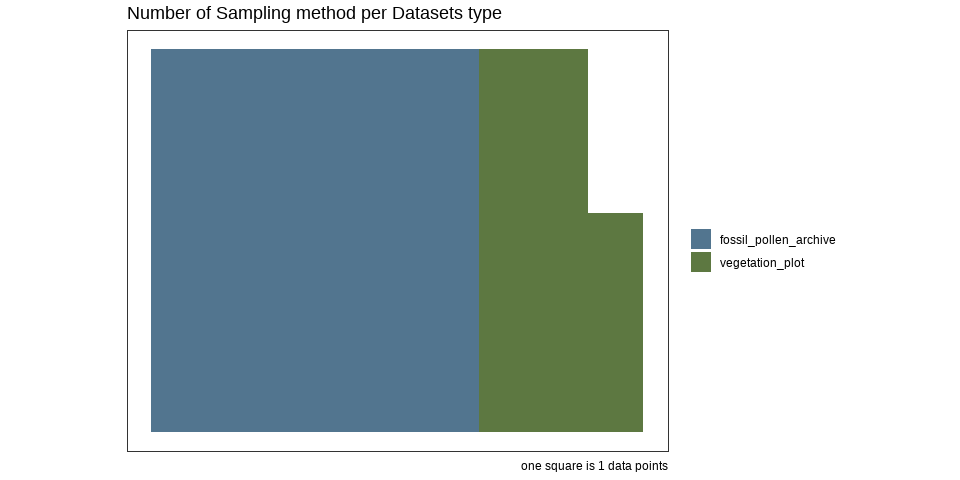 Number of Sampling method per Datasets type
fossil_pollen_archive
vegetation_plot
one square is 1 data points